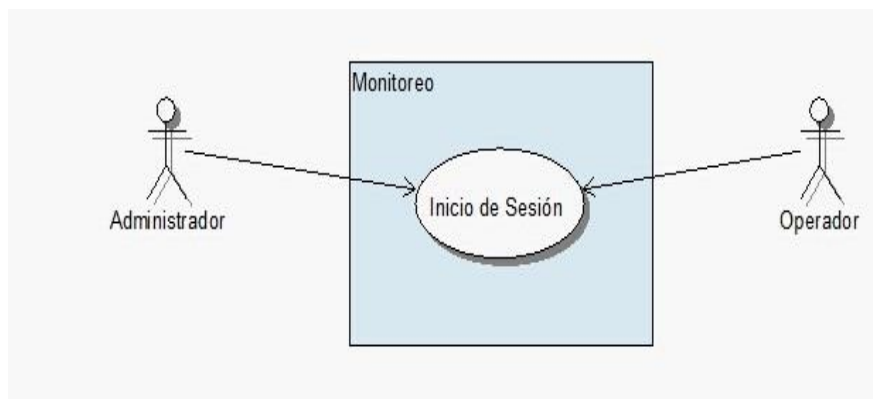 Monitoreo
Inicio de Sesión
Administrador
Operador